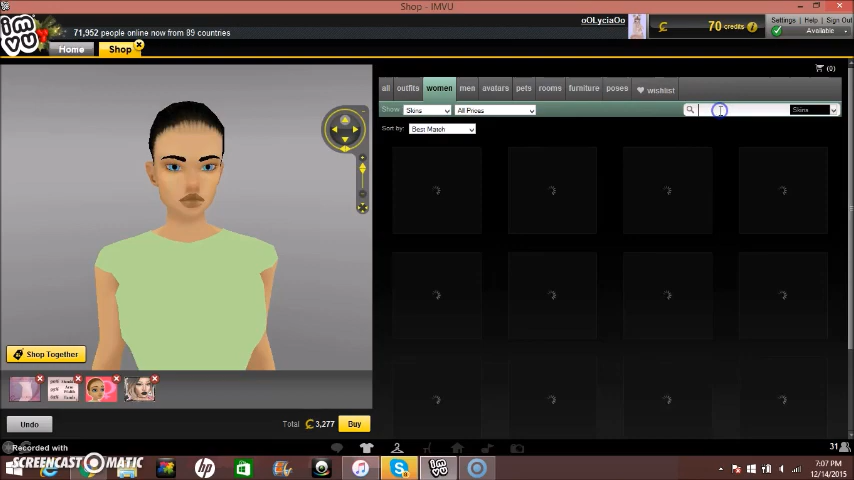 Shop - IMVU
imvu
71,952 people online now from 89 countries
oOLyciaOo
70 credits
Settings | Help | Sign Out
Available
Home
Shop
(0)
all outfits women men avatars pets rooms furniture poses wishlist
Show Skins All Prices Skins
Sort by: Best Match
Shop Together
Undo
Total 3,277 Buy
31
Recorded with
SCREENCAST MATIC
hp
imvu
7:07 PM
12/14/2015